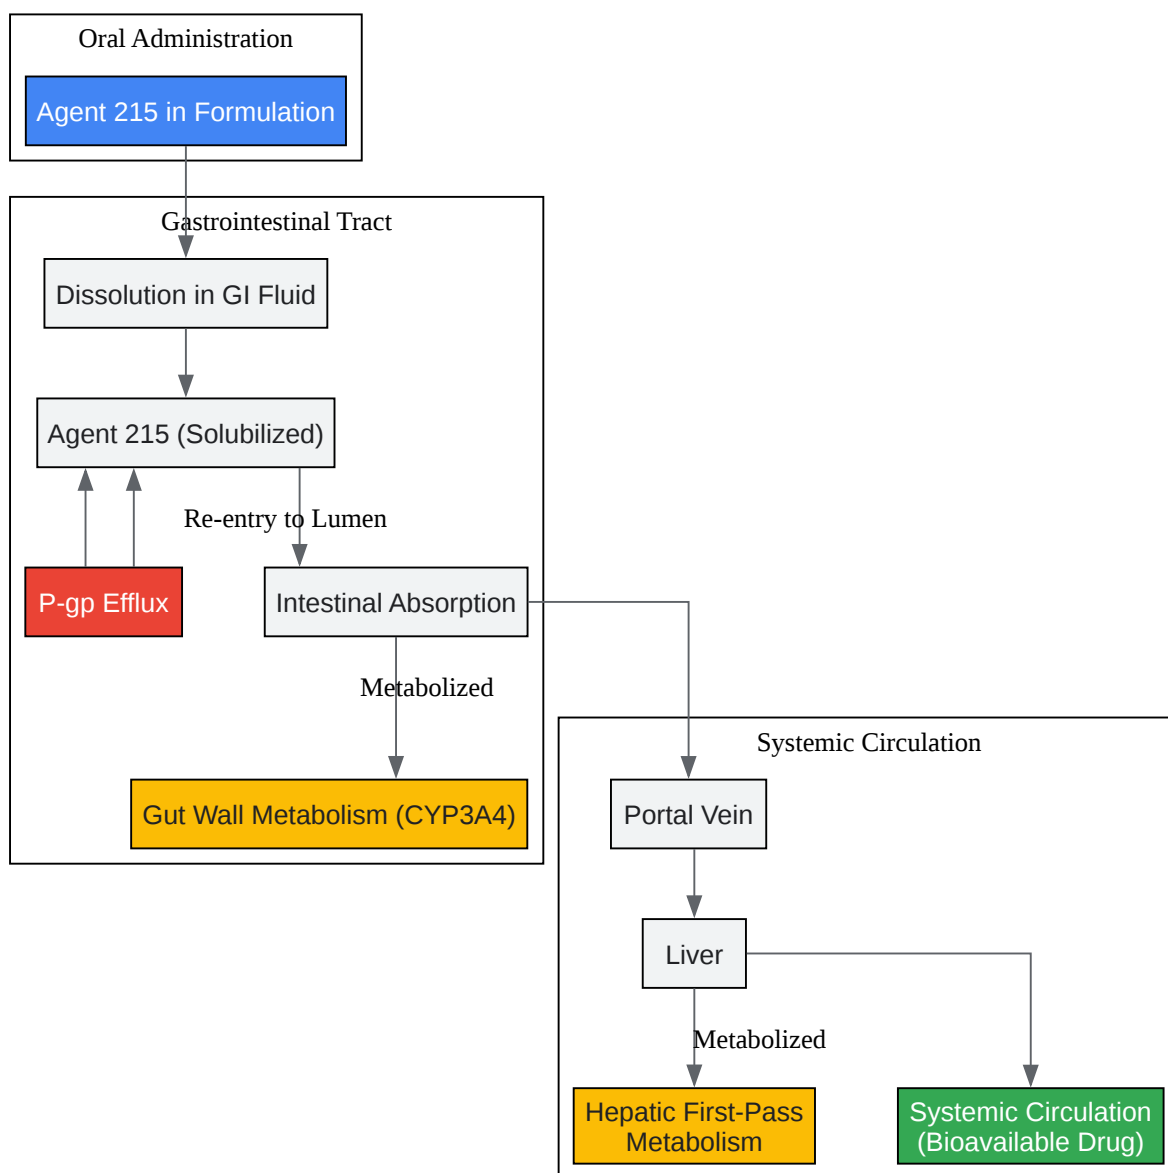 Oral Administration
Agent 215 in Formulation
Gastrointestinal Tract
Dissolution in GI Fluid
Agent 215 (Solubilized)
Re-entry to Lumen
P-gp Efflux
Intestinal Absorption
Metabolized
Gut Wall Metabolism (CYP3A4)
Systemic Circulation
Portal Vein
Liver
Metabolized
Hepatic First-Pass
Metabolism
Systemic Circulation
(Bioavailable Drug)